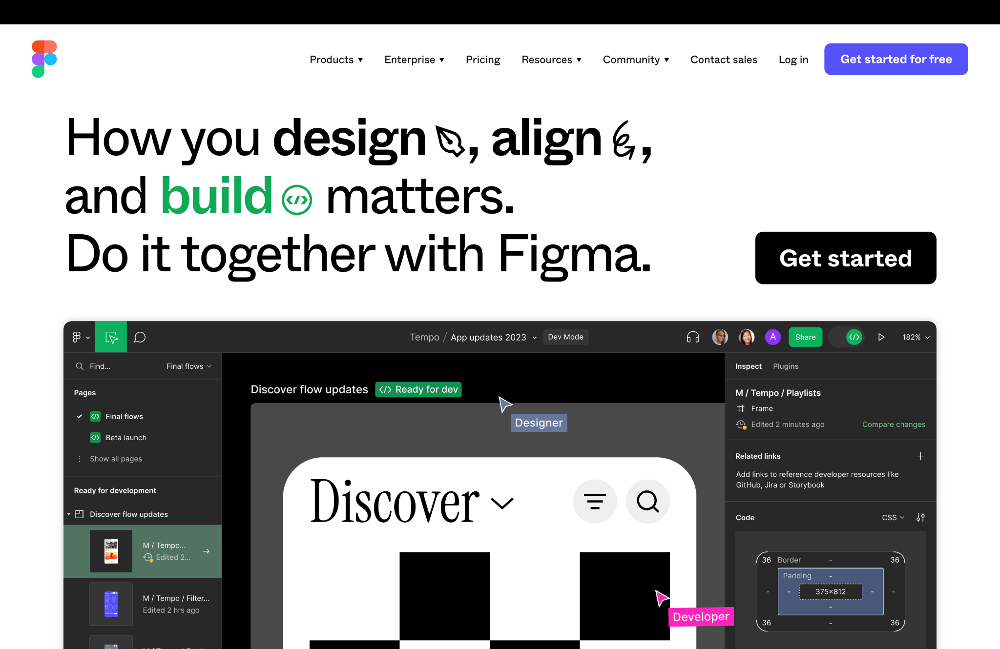 Products ▼ Enterprise ▼ Pricing Resources ▼ Community ▼ Contact sales Log in Get started for free
How you design, align,
and build </> matters.
Do it together with Figma.
Get started
Tempo / App updates 2023 Dev Mode
A Share </> 182%
Find... Final flows
Pages
</> Final flows
</> Beta launch
Show all pages
Ready for development
Discover flow updates
M / Tempo...
Edited 2...
M / Tempo / Filter...
Edited 2 hrs ago
Discover flow updates </> Ready for dev
Designer
Discover
Developer
Inspect Plugins
M / Tempo / Playlists
Frame
Edited 2 minutes ago Compare changes
Related links
Add links to reference developer resources like
GitHub, Jira or Storybook
Code CSS
36 Border - 36
Padding -
- - 375×812 - -
-
36 - 36